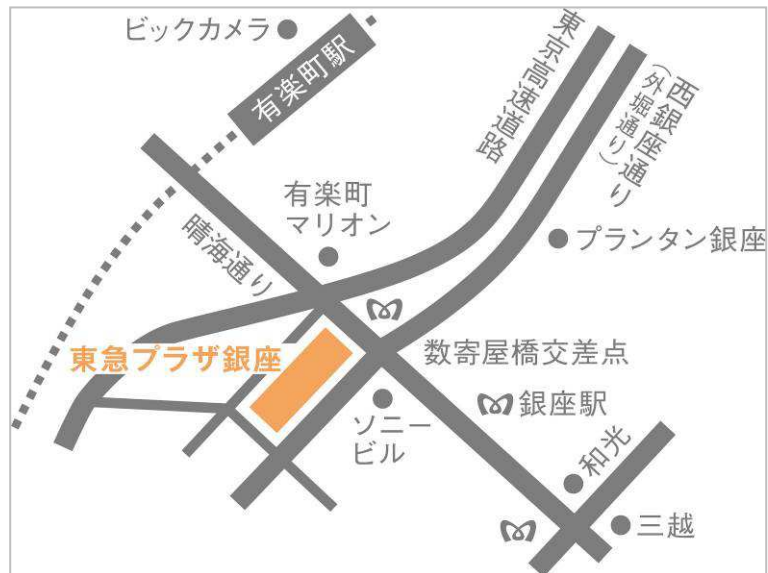 ビックカメラ
有楽町駅
東京高速道路
西銀座通り
（外堀通り）
有楽町
マリオン
晴海通り
プランタン銀座
東急プラザ銀座
数寄屋橋交差点
銀座駅
ソニー
ビル
和光
三越